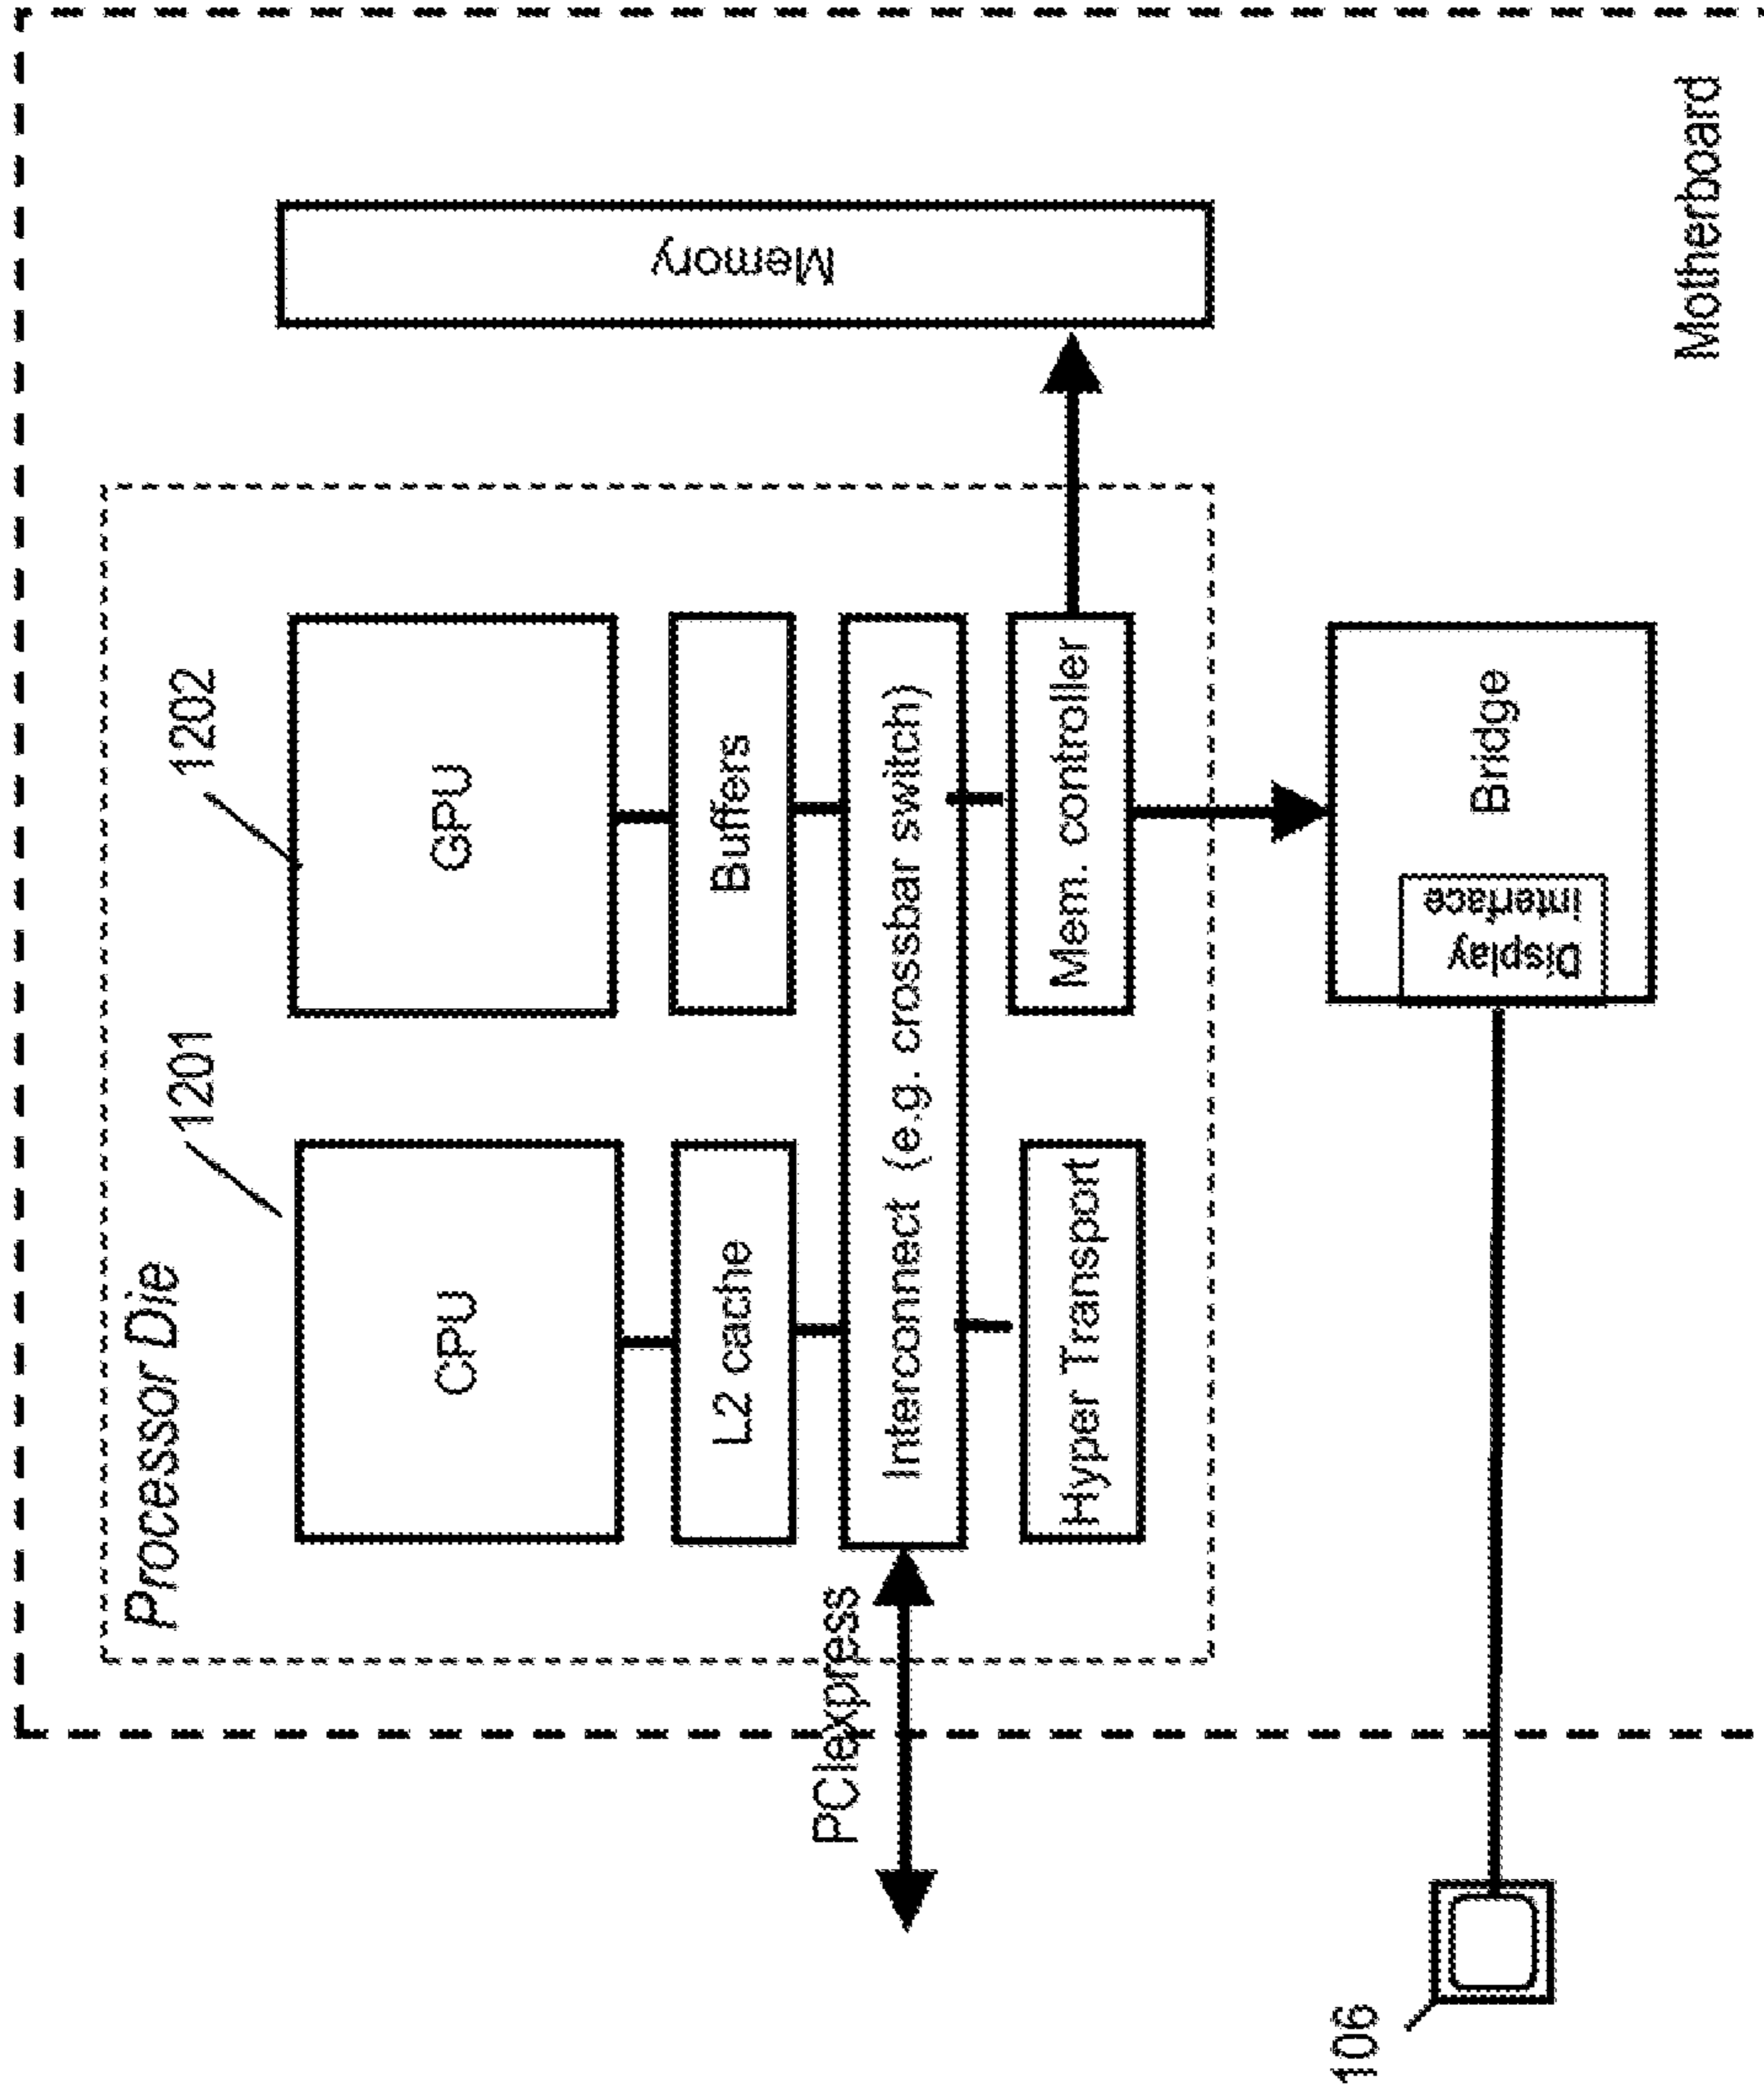 Processor Die
1201
1202
CPU
GPU
L2 cache
Buffers
PCIexpress
Interconnect (e.g. crossbar switch)
Hyper Transport
Mem. controller
Memory
106
Display
interface
Bridge
Motherboard